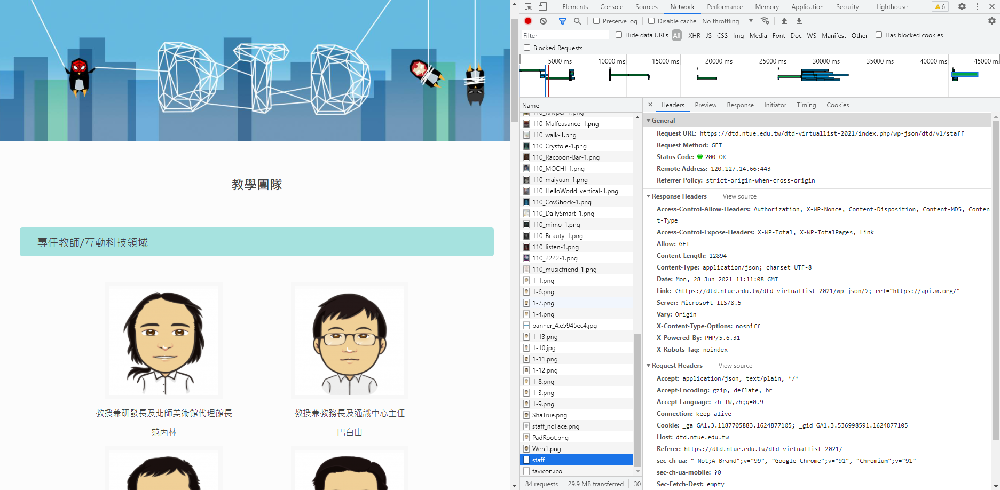 DTD
教學團隊
專任教師/互動科技領域
教授兼研發長及北師美術館代理館長
范丙林
教授兼教務長及通識中心主任
巴白山
Elements Console Sources Network Performance Memory Application Security Lighthouse 6
Preserve log Disable cache No throttling
Filter Hide data URLs All XHR JS CSS Img Media Font Doc WS Manifest Other Has blocked cookies
Blocked Requests
5000 ms 10000 ms 15000 ms 20000 ms 25000 ms 30000 ms 35000 ms 40000 ms 45000 m
Name
110_Malfeasance-1.png
110_walk-1.png
110_Crystole-1.png
110_Raccoon-Bar-1.png
110_MOCHI-1.png
110_maiyuan-1.png
110_HelloWorld_vertical-1.png
110_CovShock-1.png
110_DailySmart-1.png
110_mimo-1.png
110_Beauty-1.png
110_listen-1.png
110_2222-1.png
110_musicfriend-1.png
1-1.png
1-6.png
1-7.png
1-4.png
banner_4.e5945ec4.jpg
1-13.png
1-10.jpg
1-11.png
1-12.png
1-8.png
1-3.png
1-9.png
ShaTrue.png
staff_noFace.png
PadRoot.png
Wen1.png
staff
favicon.ico
84 requests 29.9 MB transferred 30
Headers Preview Response Initiator Timing Cookies
General
Request URL: https://dtd.ntue.edu.tw/dtd-virtuallist-2021/index.php/wp-json/dtd/v1/staff
Request Method: GET
Status Code: 200 OK
Remote Address: 120.127.14.66:443
Referrer Policy: strict-origin-when-cross-origin
Response Headers View source
Access-Control-Allow-Headers: Authorization, X-WP-Nonce, Content-Disposition, Content-MD5, Conten
t-Type
Access-Control-Expose-Headers: X-WP-Total, X-WP-TotalPages, Link
Allow: GET
Content-Length: 12894
Content-Type: application/json; charset=UTF-8
Date: Mon, 28 Jun 2021 11:11:08 GMT
Link: <https://dtd.ntue.edu.tw/dtd-virtuallist-2021/wp-json/>; rel="https://api.w.org/"
Server: Microsoft-IIS/8.5
Vary: Origin
X-Content-Type-Options: nosniff
X-Powered-By: PHP/5.6.31
X-Robots-Tag: noindex
Request Headers View source
Accept: application/json, text/plain, */*
Accept-Encoding: gzip, deflate, br
Accept-Language: zh-TW,zh;q=0.9
Connection: keep-alive
Cookie: _ga=GA1.3.1187705883.1624877105; _gid=GA1.3.536998591.1624877105
Host: dtd.ntue.edu.tw
Referer: https://dtd.ntue.edu.tw/dtd-virtuallist-2021/
sec-ch-ua: " Not;A Brand";v="99", "Google Chrome";v="91", "Chromium";v="91"
sec-ch-ua-mobile: ?0
Sec-Fetch-Dest: empty